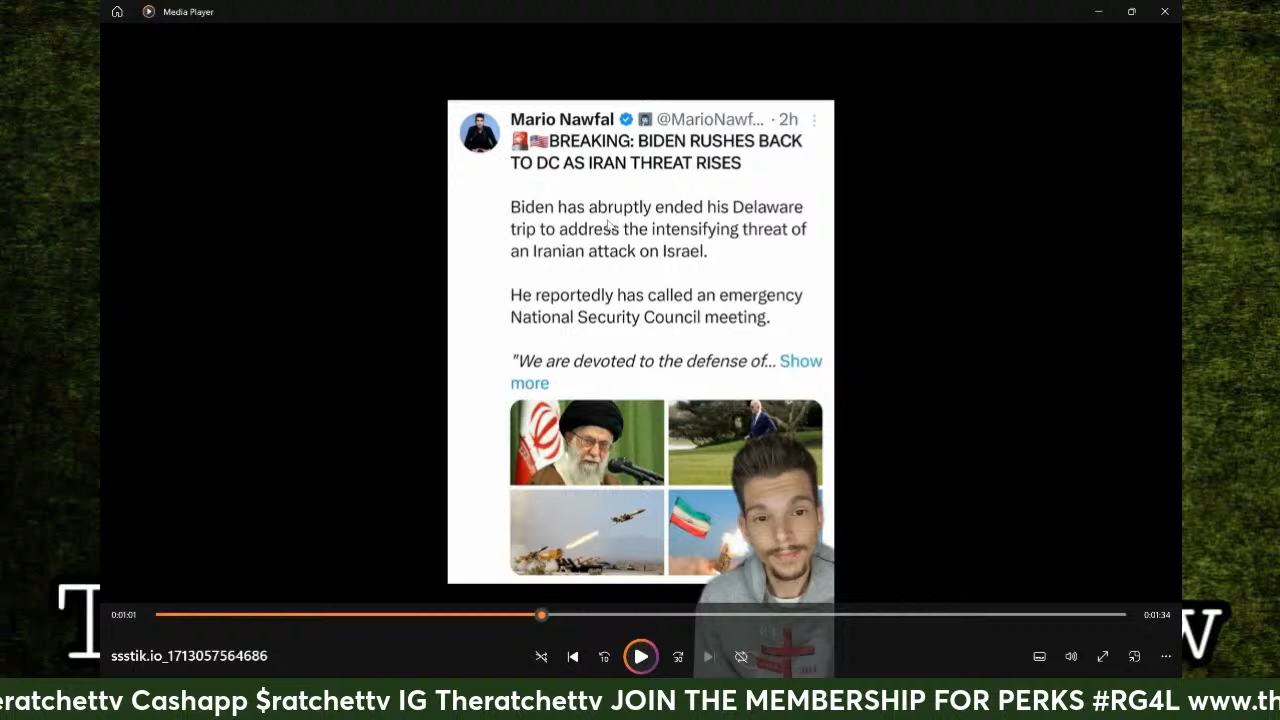 Media Player
Mario Nawfal @MarioNawf... · 2h
🚨🇺🇸BREAKING: BIDEN RUSHES BACK
TO DC AS IRAN THREAT RISES
Biden has abruptly ended his Delaware
trip to address the intensifying threat of
an Iranian attack on Israel.
He reportedly has called an emergency
National Security Council meeting.
"We are devoted to the defense of... Show
more
0:01:01
0:01:34
ssstik.io_1713057564686
10
30
eratchettv Cashapp $ratchettv IG Theratchettv JOIN THE MEMBERSHIP FOR PERKS #RG4L www.th